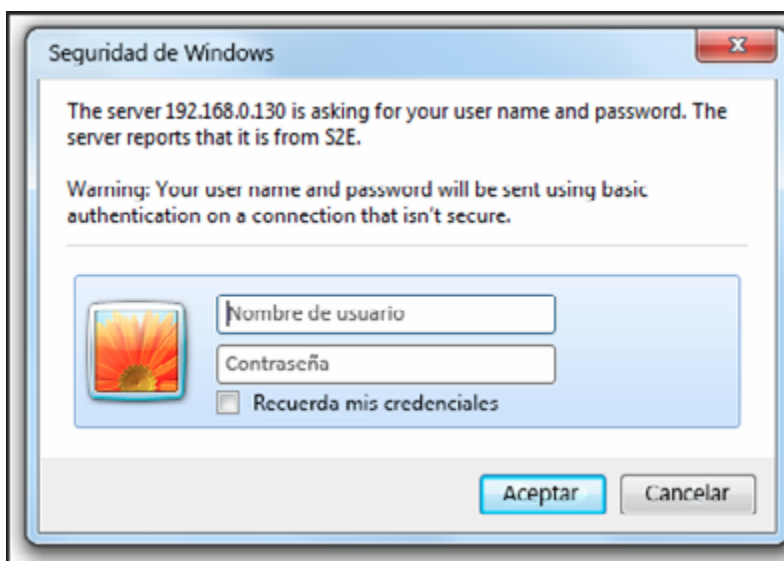 Seguridad de Windows
The server 192.168.0.130 is asking for your user name and password. The
server reports that it is from S2E.
Warning: Your user name and password will be sent using basic
authentication on a connection that isn't secure.
Nombre de usuario
Contraseña
Recuerda mis credenciales
Aceptar Cancelar